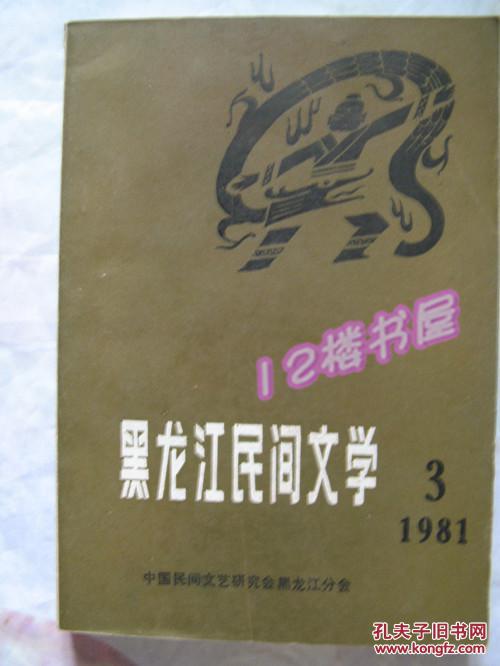 12楼书屋
黑龙江民间文学
3
1981
中国民间文艺研究会黑龙江分会
孔夫子旧书网
www.kongfz.com